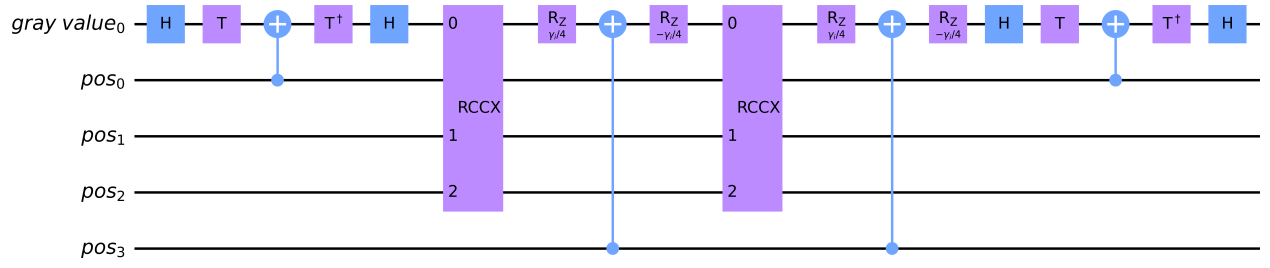 gray value₀ H T T† H 0 R_Z γᵢ/4 R_Z -γᵢ/4 0 R_Z γᵢ/4 R_Z -γᵢ/4 H T T† H
pos₀
RCCX RCCX
pos₁ 1 1
pos₂ 2 2
pos₃